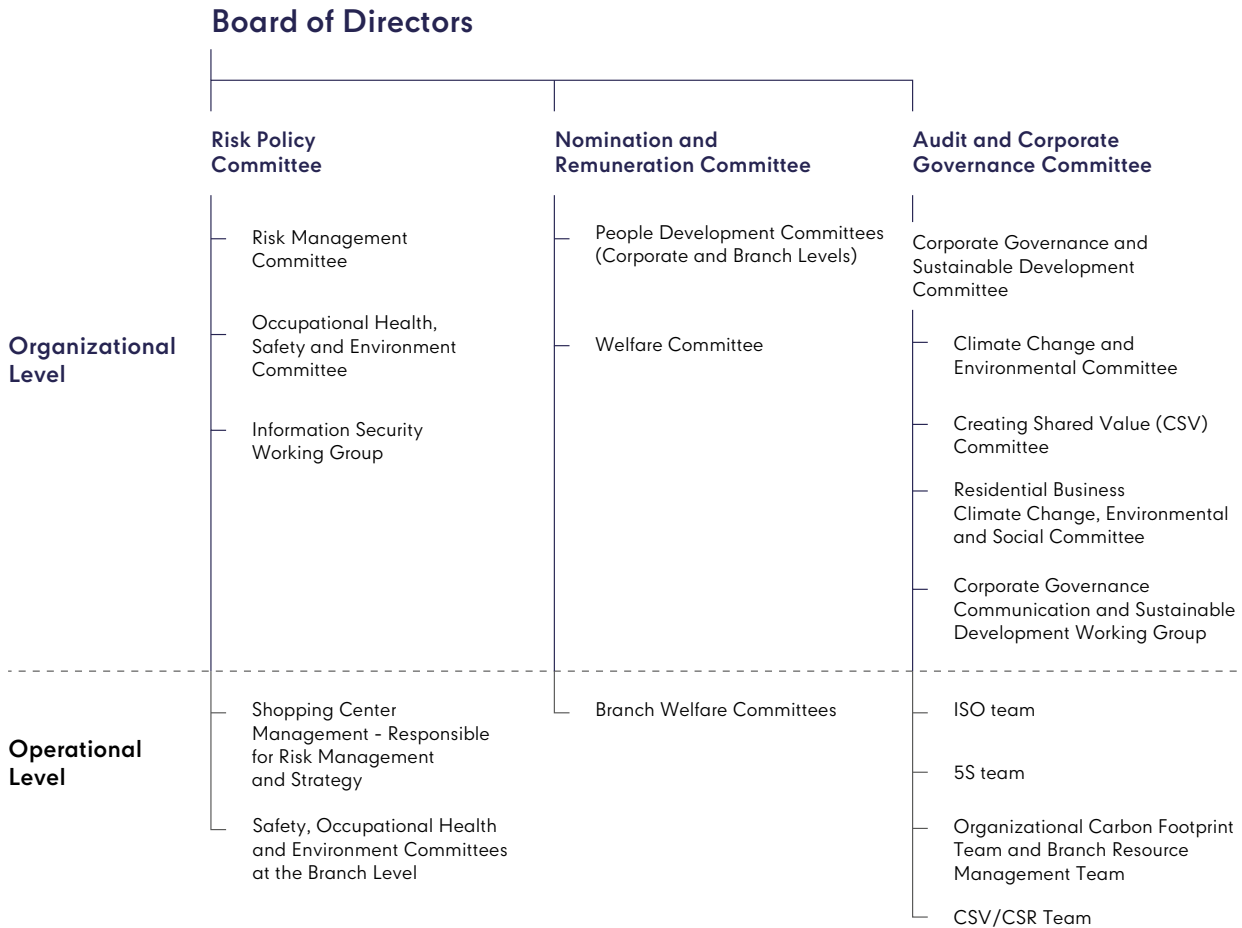 Board of Directors
Risk Policy
Committee
Nomination and
Remuneration Committee
Audit and Corporate
Governance Committee
Organizational
Level
Risk Management
Committee
Occupational Health,
Safety and Environment
Committee
Information Security
Working Group
People Development Committees
(Corporate and Branch Levels)
Welfare Committee
Corporate Governance and
Sustainable Development
Committee
Climate Change and
Environmental Committee
Creating Shared Value (CSV)
Committee
Residential Business
Climate Change, Environmental
and Social Committee
Corporate Governance
Communication and Sustainable
Development Working Group
Operational
Level
Shopping Center
Management - Responsible
for Risk Management
and Strategy
Safety, Occupational Health
and Environment Committees
at the Branch Level
Branch Welfare Committees
ISO team
5S team
Organizational Carbon Footprint
Team and Branch Resource
Management Team
CSV/CSR Team